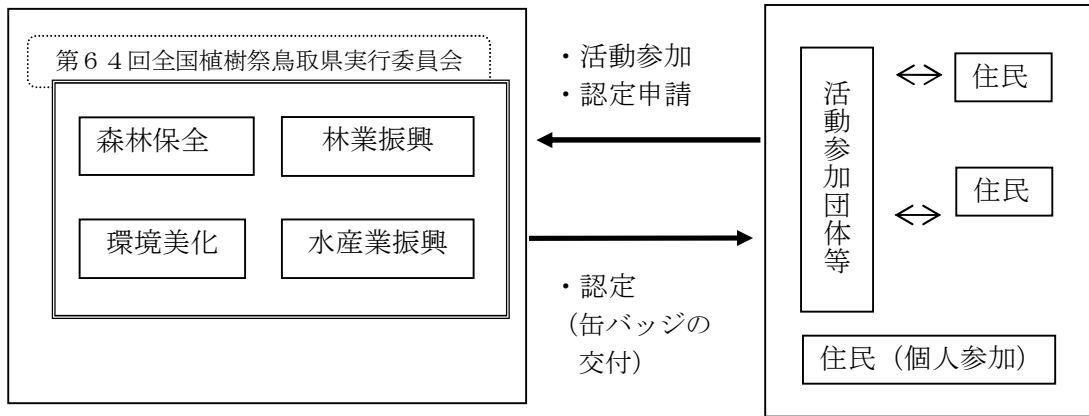 第６４回全国植樹祭鳥取県実行委員会
森林保全
林業振興
環境美化
水産業振興
・活動参加
・認定申請
・認定
（缶バッジの
交付）
活動参加団体等
住民
住民
住民（個人参加）